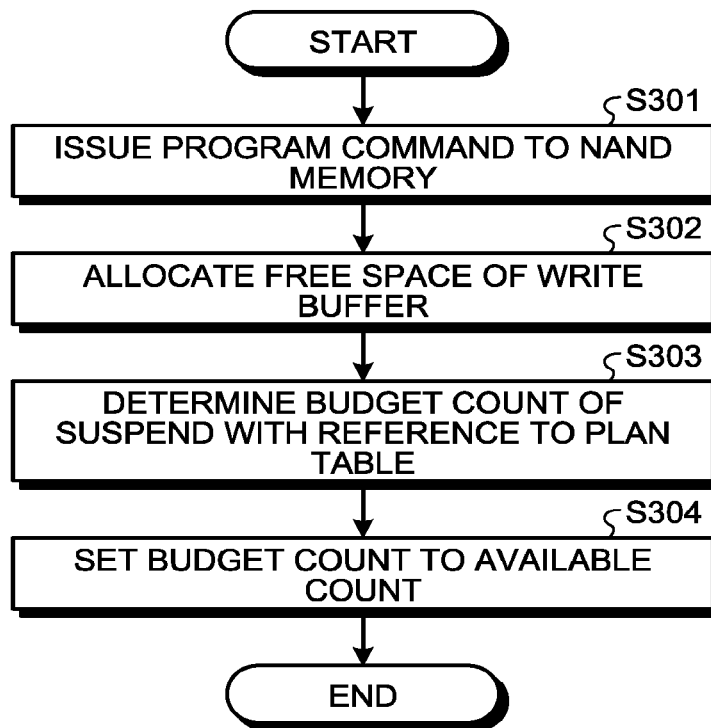 START
S301
ISSUE PROGRAM COMMAND TO NAND
MEMORY
S302
ALLOCATE FREE SPACE OF WRITE
BUFFER
S303
DETERMINE BUDGET COUNT OF
SUSPEND WITH REFERENCE TO PLAN
TABLE
S304
SET BUDGET COUNT TO AVAILABLE
COUNT
END